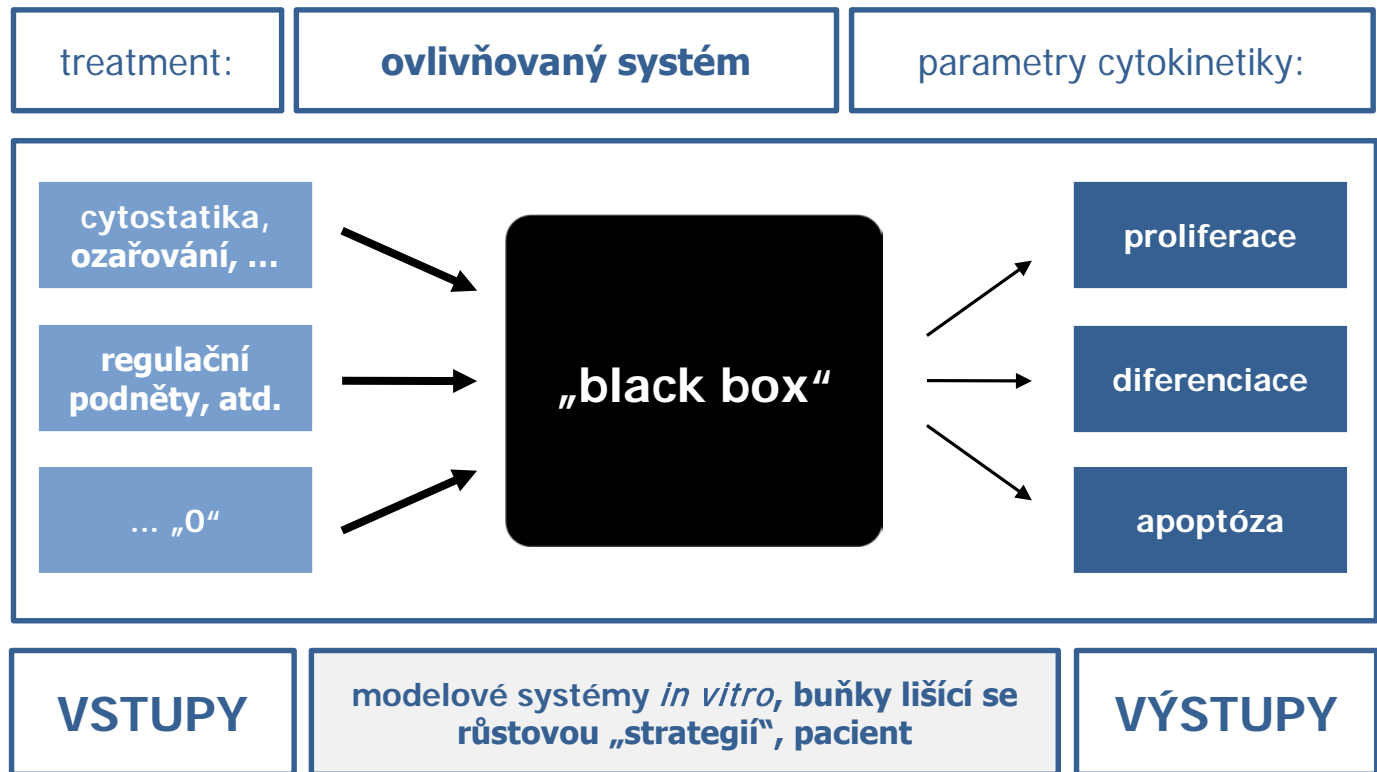 treatment:
ovlivňovaný systém
parametry cytokinetiky:
cytostatika,
ozařování, ...
regulační
podněty, atd.
... „0“
„black box“
proliferace
diferenciace
apoptóza
VSTUPY
modelové systémy in vitro, buňky lišící se
růstovou „strategií“, pacient
VÝSTUPY